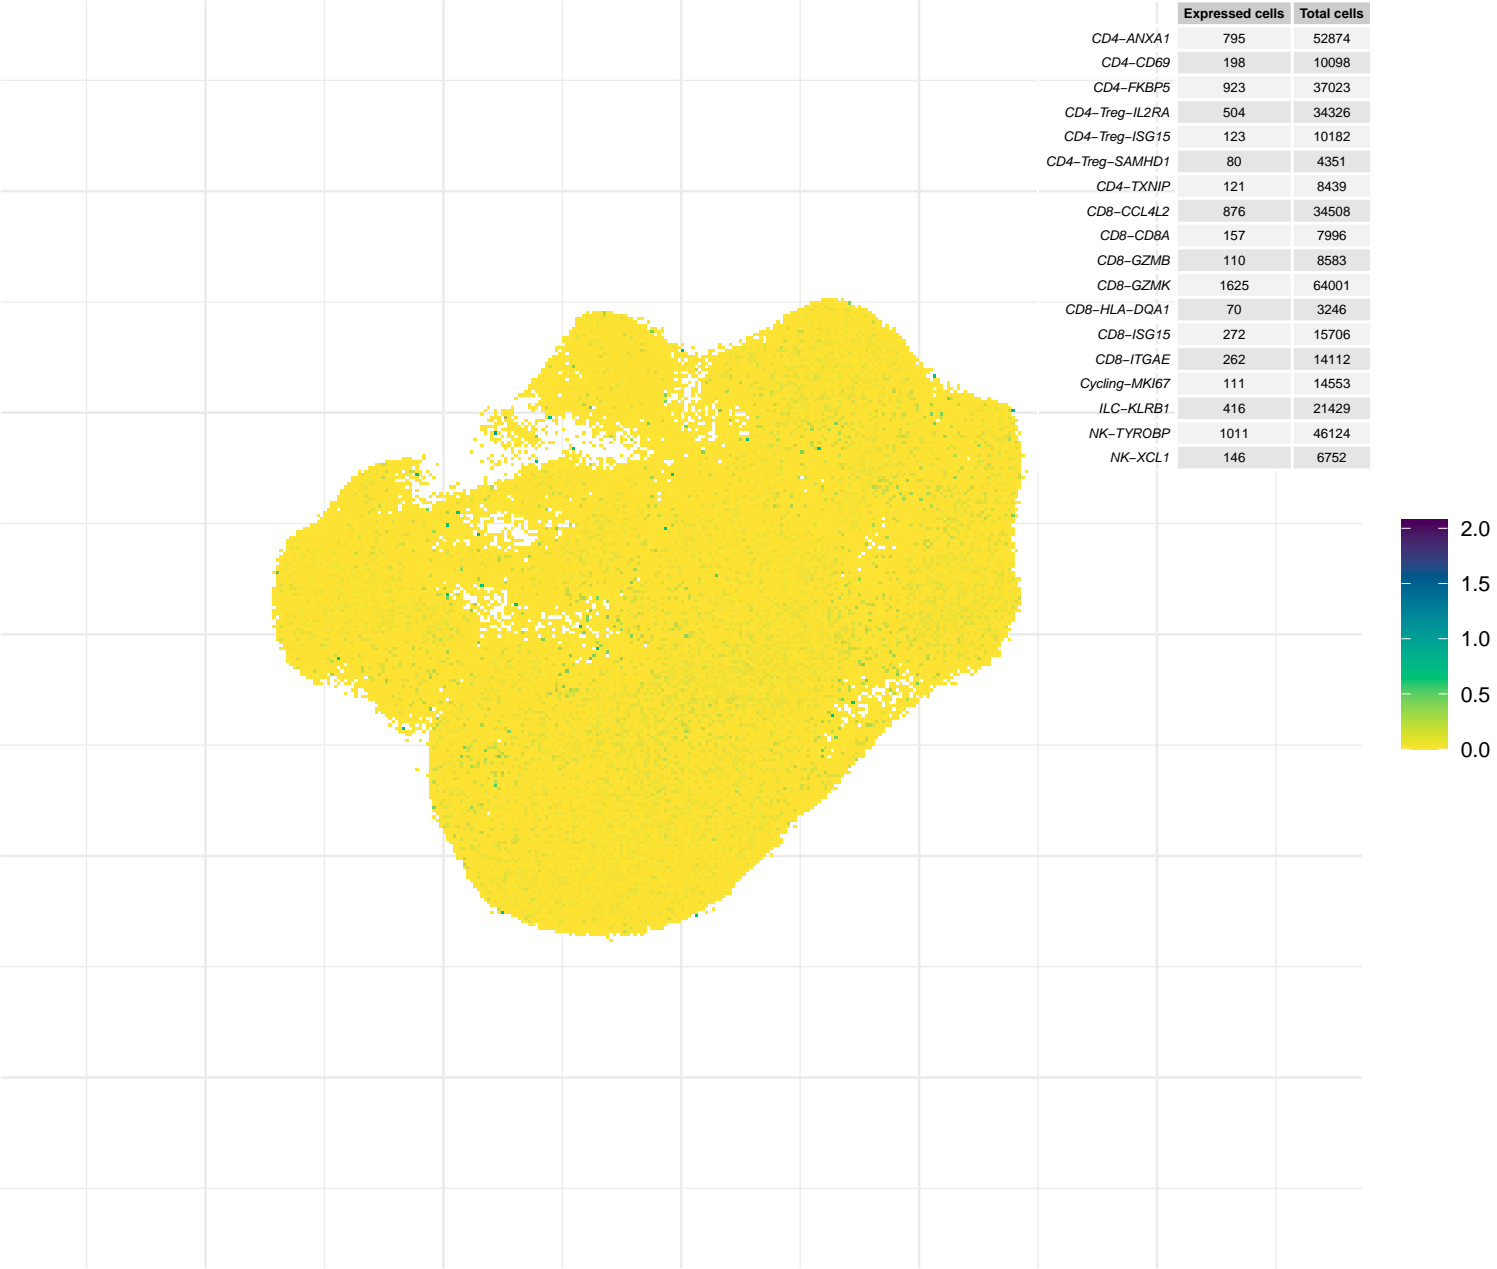 Expressed cells Total cells
CD4−ANXA1 795 52874
CD4−CD69 198 10098
CD4−FKBP5 923 37023
CD4−Treg−IL2RA 504 34326
CD4−Treg−ISG15 123 10182
CD4−Treg−SAMHD1 80 4351
CD4−TXNIP 121 8439
CD8−CCL4L2 876 34508
CD8−CD8A 157 7996
CD8−GZMB 110 8583
CD8−GZMK 1625 64001
CD8−HLA−DQA1 70 3246
CD8−ISG15 272 15706
CD8−ITGAE 262 14112
Cycling−MKI67 111 14553
ILC−KLRB1 416 21429
NK−TYROBP 1011 46124
NK−XCL1 146 6752
2.0
1.5
1.0
0.5
0.0